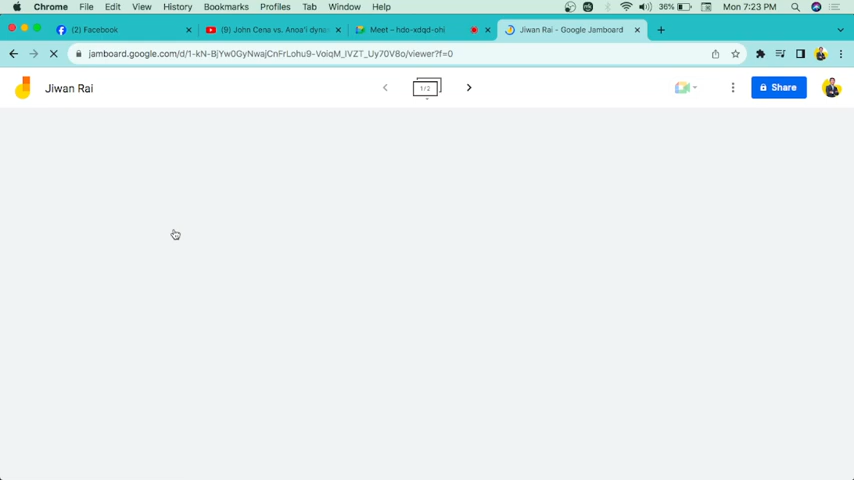 Chrome File Edit View History Bookmarks Profiles Tab Window Help 36% Mon 7:23 PM
(2) Facebook (9) John Cena vs. Anoa'i dyna Meet – hdo-xdqd-ohi Jiwan Rai - Google Jamboard
jamboard.google.com/d/1-kN-BjYw0GyNwajCnFrLohu9-VoiqM_IVZT_Uy70V8o/viewer?f=0
Jiwan Rai 1/2 Share